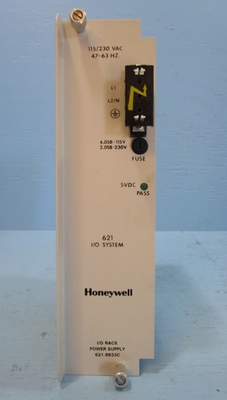 115/230 VAC
47-63 HZ.
L1
L2/N
4.0SB-115V
2.0SB-230V
FUSE
5VDC
PASS
621
I/O SYSTEM
Honeywell
I/O RACK
POWER SUPPLY
621-9933C